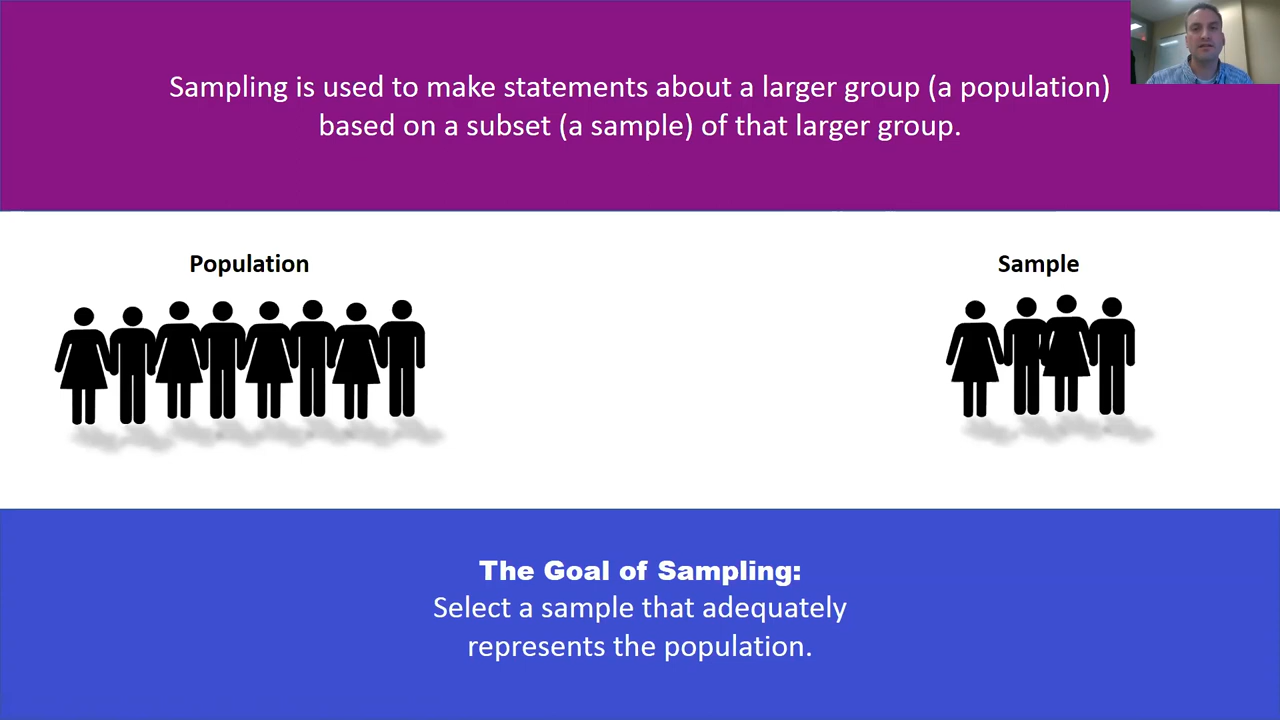 Sampling is used to make statements about a larger group (a population)
based on a subset (a sample) of that larger group.
Population
Sample
The Goal of Sampling:
Select a sample that adequately
represents the population.